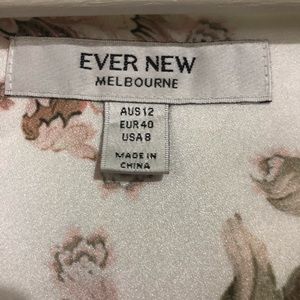 EVER NEW
MELBOURNE
AUS 12
EUR 40
USA 8
MADE IN
CHINA